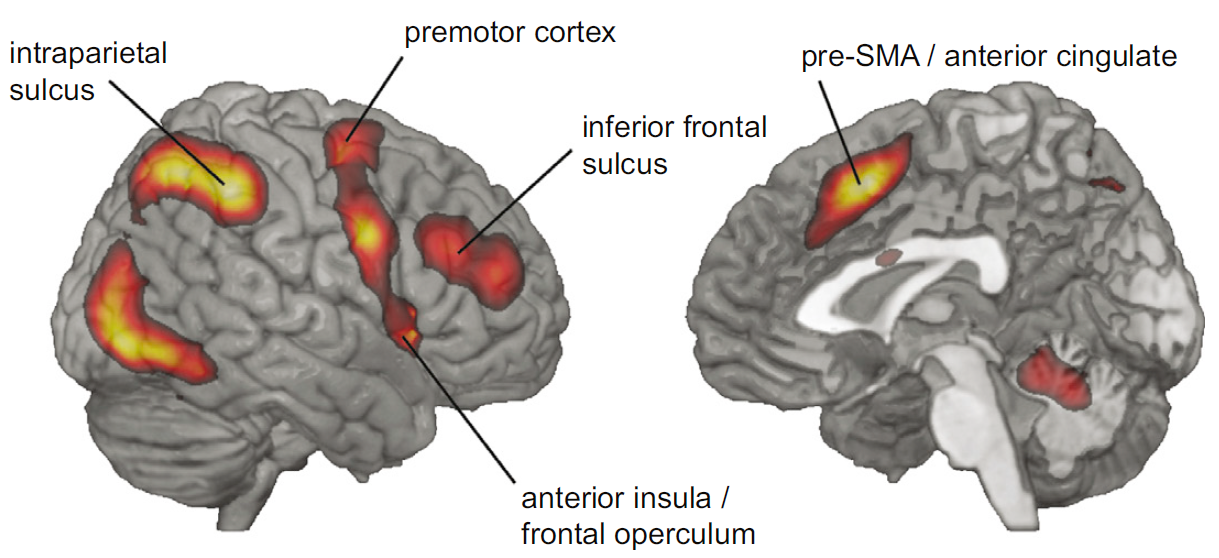 intraparietal
sulcus
premotor cortex
inferior frontal
sulcus
pre-SMA / anterior cingulate
anterior insula /
frontal operculum